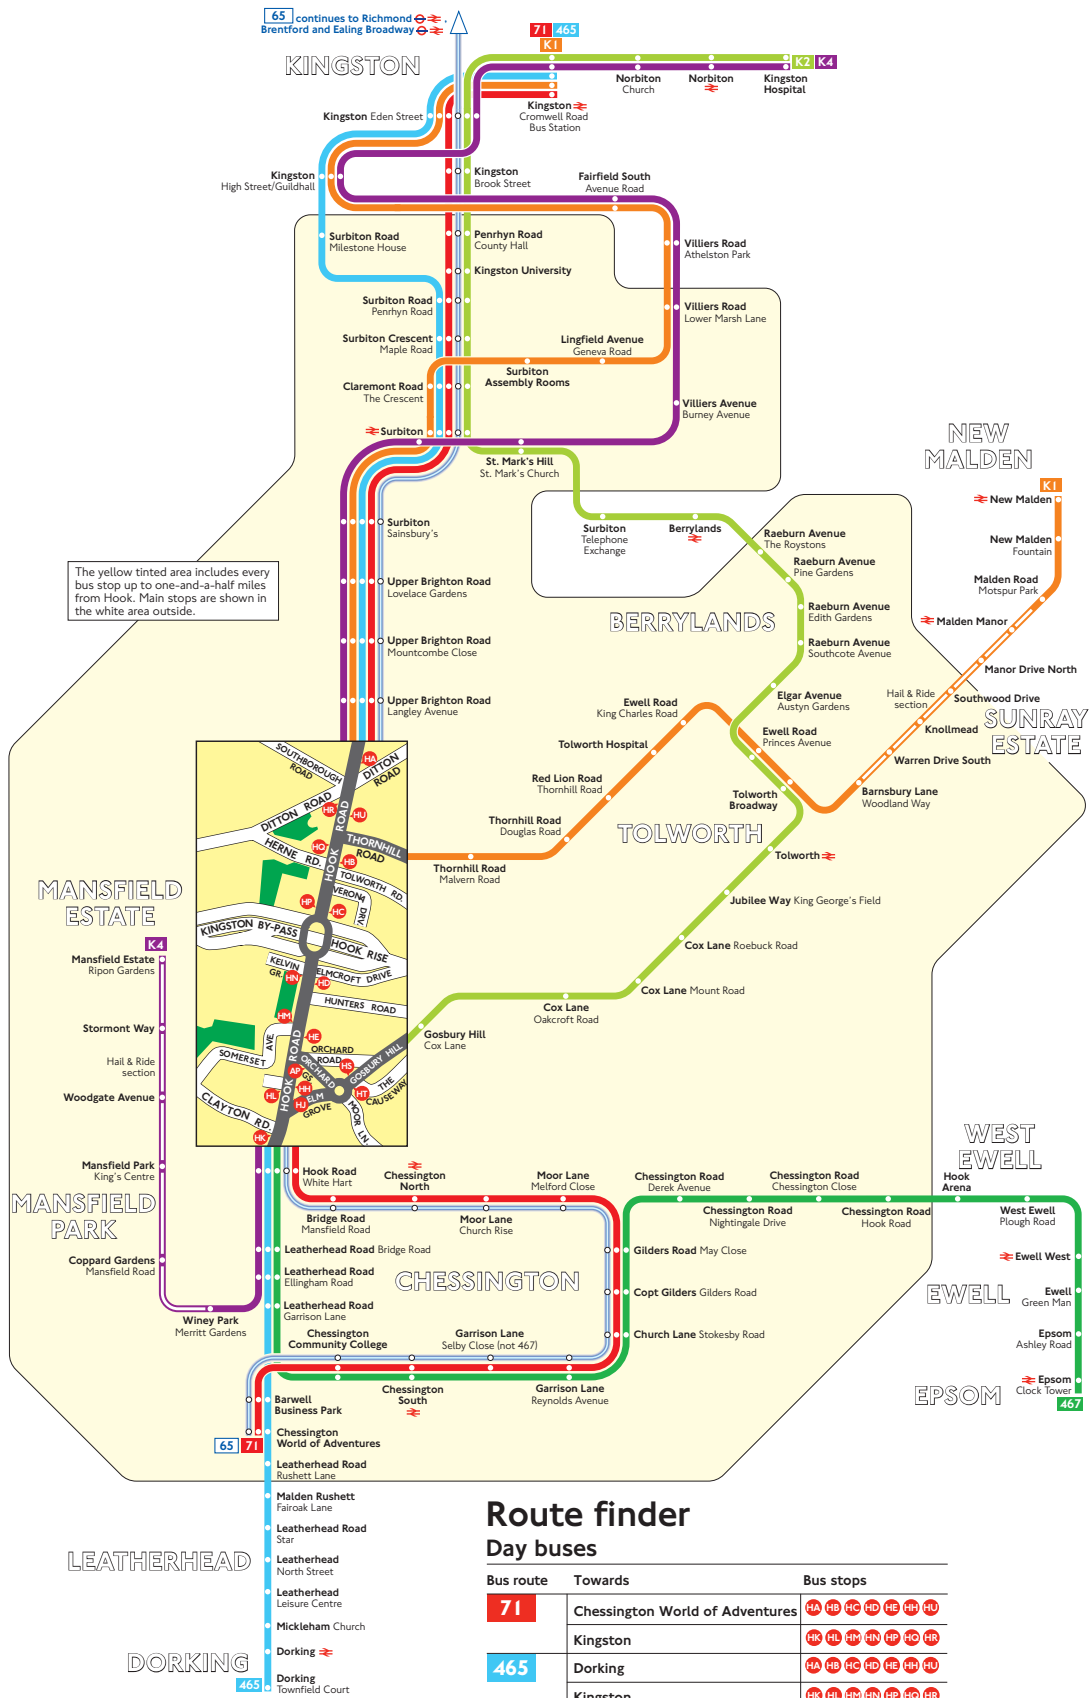 65 continues to Richmond
Brentford and Ealing Broadway
71 465
K1
KINGSTON
K2 K4
Norbiton
Church
Norbiton
Kingston
Hospital
Kingston
Cromwell Road
Bus Station
Kingston Eden Street
Kingston
High Street/Guildhall
Kingston
Brook Street
Fairfield South
Avenue Road
Surbiton Road
Milestone House
Penrhyn Road
County Hall
Villiers Road
Athelston Park
Kingston University
Surbiton Road
Penrhyn Road
Villiers Road
Lower Marsh Lane
Surbiton Crescent
Maple Road
Lingfield Avenue
Geneva Road
Surbiton
Assembly Rooms
Claremont Road
The Crescent
Villiers Avenue
Burney Avenue
Surbiton
St. Mark's Hill
St. Mark's Church
NEW
MALDEN
K1
New Malden
Surbiton
Sainsbury's
Surbiton
Telephone
Exchange
Berrylands
Raeburn Avenue
The Roystons
New Malden
Fountain
Raeburn Avenue
Pine Gardens
Malden Road
Motspur Park
The yellow tinted area includes every
bus stop up to one-and-a-half miles
from Hook. Main stops are shown in
the white area outside.
Upper Brighton Road
Lovelace Gardens
Raeburn Avenue
Edith Gardens
BERRYLANDS
Malden Manor
Upper Brighton Road
Mountcombe Close
Raeburn Avenue
Southcote Avenue
Manor Drive North
Upper Brighton Road
Langley Avenue
Ewell Road
King Charles Road
Elgar Avenue
Austyn Gardens
Hail & Ride
section
Southwood Drive
Knollmead
SUNRAY
ESTATE
Tolworth Hospital
Ewell Road
Princes Avenue
Warren Drive South
Red Lion Road
Thornhill Road
Tolworth
Broadway
Barnsbury Lane
Woodland Way
Thornhill Road
Douglas Road
TOLWORTH
Tolworth
Thornhill Road
Malvern Road
Jubilee Way King George's Field
Cox Lane Roebuck Road
Cox Lane Mount Road
Cox Lane
Oakcroft Road
Gosbury Hill
Cox Lane
SOUTHBOROUGH
ROAD
HA
DITTON
ROAD
DITTON ROAD
HR
HU
ROAD
THORNHILL
ROAD
HERNE RD.
HQ
HB
HOOK
TOLWORTH RD.
VERONA
DRV.
HP
HC
KINGSTON BY-PASS
HOOK RISE
KELVIN
GR.
HN
HD
ELMCROFT DRIVE
HUNTERS ROAD
HM
AVE.
SOMERSET
HE
ROAD
ORCHARD
ROAD
HS
AP
ORCHARD
GS
GOSBURY HILL
HH
HL
HJ
ELM
GROVE
HT
THE
CAUSEWAY
HOOK
CLAYTON RD.
MOOR LN.
HK
MANSFIELD
ESTATE
K4
Mansfield Estate
Ripon Gardens
Stormont Way
Hail & Ride
section
Woodgate Avenue
Mansfield Park
King's Centre
MANSFIELD
PARK
Coppard Gardens
Mansfield Road
Winey Park
Merritt Gardens
Hook Road
White Hart
Chessington
North
Moor Lane
Melford Close
Chessington Road
Derek Avenue
Chessington Road
Chessington Close
Hook
Arena
WEST
EWELL
Bridge Road
Mansfield Road
Moor Lane
Church Rise
Chessington Road
Nightingale Drive
Chessington Road
Hook Road
West Ewell
Plough Road
Leatherhead Road Bridge Road
Gilders Road May Close
Ewell West
Leatherhead Road
Ellingham Road
CHESSINGTON
Copt Gilders Gilders Road
EWELL
Ewell
Green Man
Leatherhead Road
Garrison Lane
Chessington
Community College
Garrison Lane
Selby Close (not 467)
Church Lane Stokesby Road
Epsom
Ashley Road
Chessington
South
Garrison Lane
Reynolds Avenue
EPSOM
Epsom
Clock Tower
467
Barwell
Business Park
Chessington
World of Adventures
65 71
Leatherhead Road
Rushett Lane
Malden Rushett
Fairoak Lane
Leatherhead Road
Star
LEATHERHEAD
Leatherhead
North Street
Leatherhead
Leisure Centre
Mickleham Church
Dorking
DORKING
465
Dorking
Townfield Court
Route finder
Day buses
Bus route Towards Bus stops
71 Chessington World of Adventures HA HB HC HD HE HH HU
Kingston HK HL HM HN HP HQ HR
465 Dorking HA HB HC HD HE HH HU
Kingston HK HL HM HN HP HQ HR